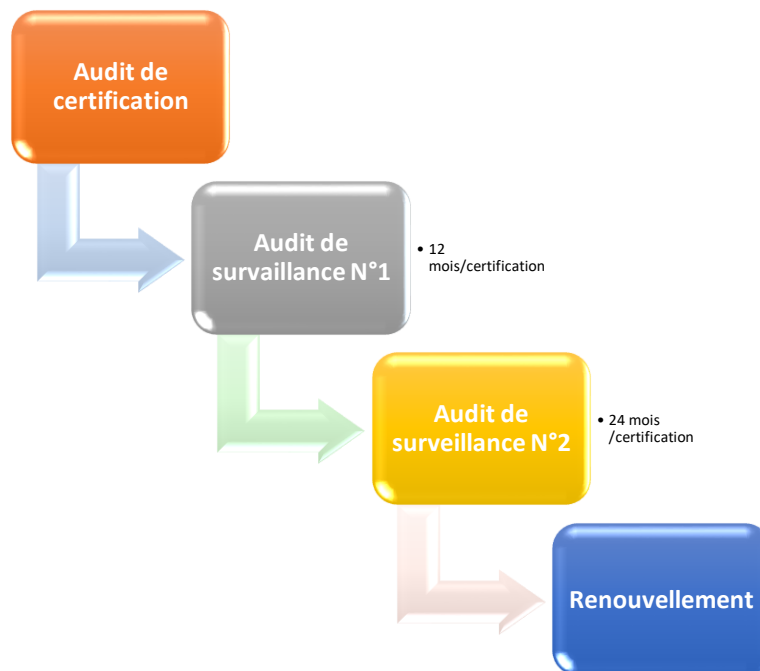 Audit de
certification
Audit de
survaillance N°1
• 12
mois/certification
Audit de
surveillance N°2
• 24 mois
/certification
Renouvellement